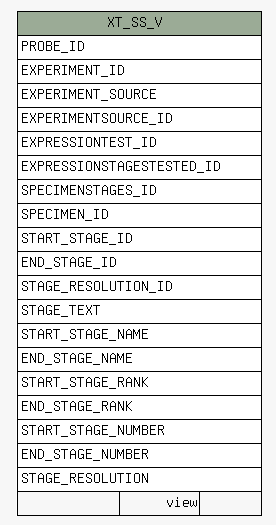 XT_SS_V
PROBE_ID
EXPERIMENT_ID
EXPERIMENT_SOURCE
EXPERIMENTSOURCE_ID
EXPRESSIONTEST_ID
EXPRESSIONSTAGESTESTED_ID
SPECIMENSTAGES_ID
SPECIMEN_ID
START_STAGE_ID
END_STAGE_ID
STAGE_RESOLUTION_ID
STAGE_TEXT
START_STAGE_NAME
END_STAGE_NAME
START_STAGE_RANK
END_STAGE_RANK
START_STAGE_NUMBER
END_STAGE_NUMBER
STAGE_RESOLUTION
view